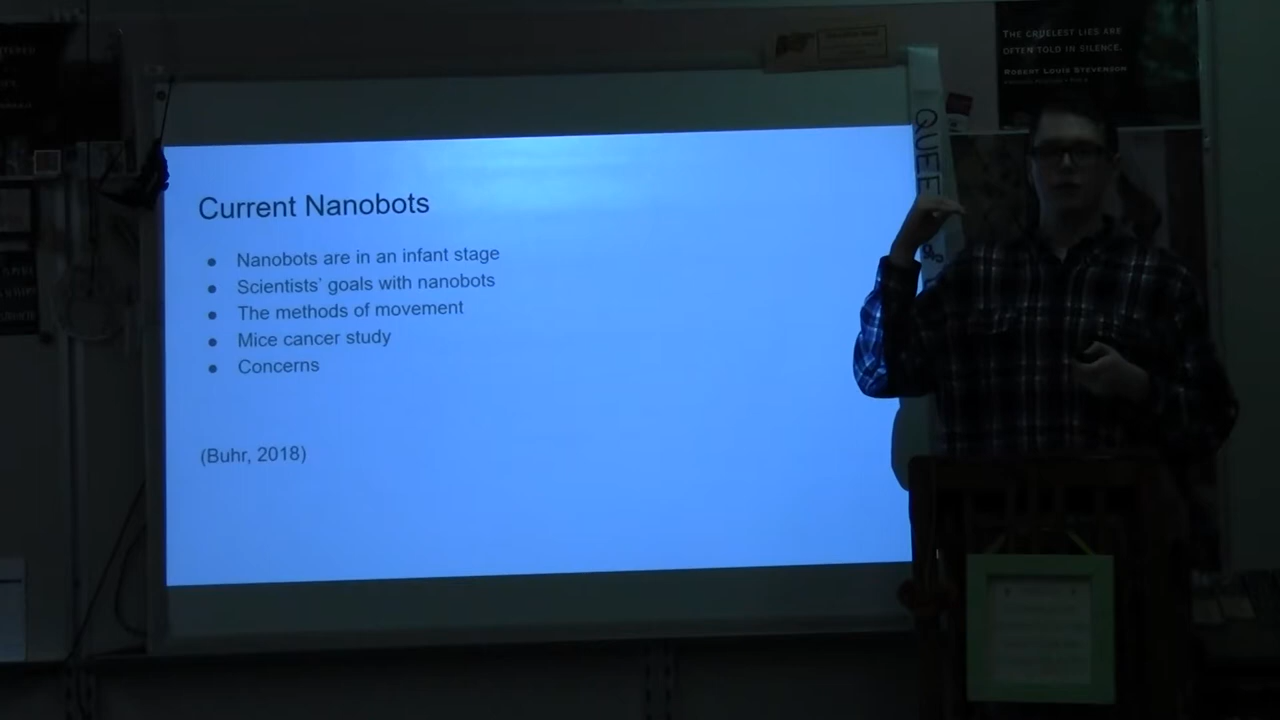 THE CRUELEST LIES ARE
OFTEN TOLD IN SILENCE.
ROBERT LOUIS STEVENSON
QUEE
Current Nanobots
● Nanobots are in an infant stage
● Scientists' goals with nanobots
● The methods of movement
● Mice cancer study
● Concerns
(Buhr, 2018)